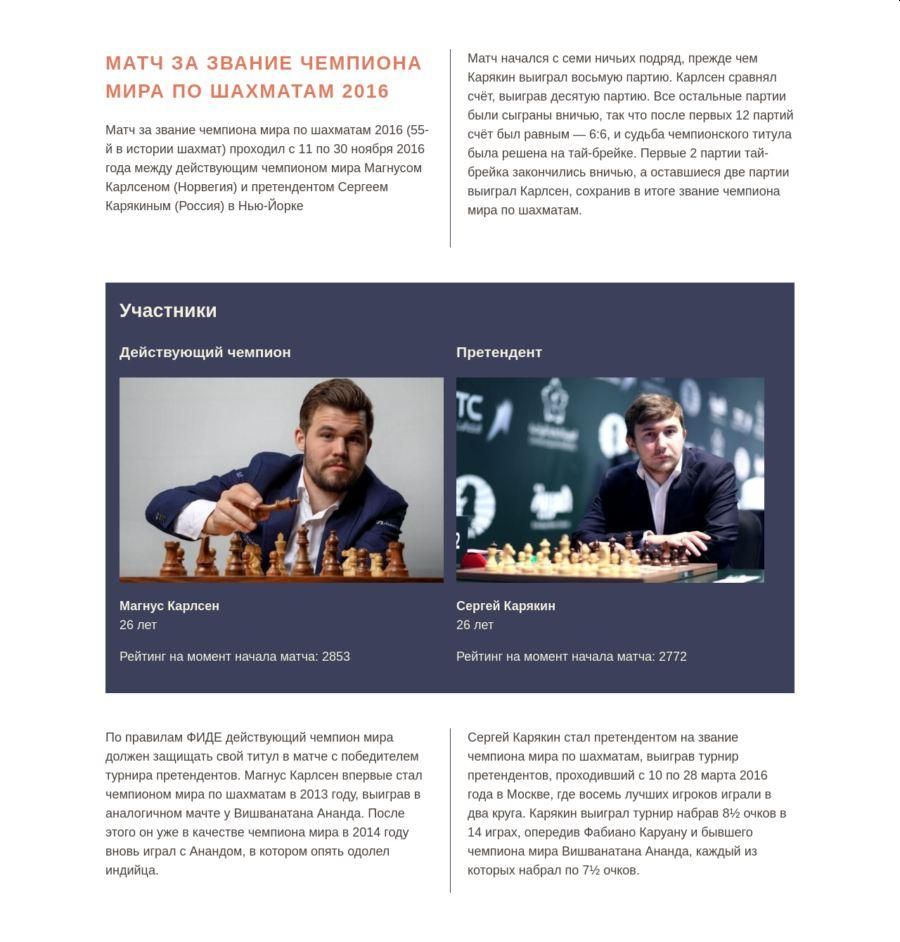 МАТЧ ЗА ЗВАНИЕ ЧЕМПИОНА
МИРА ПО ШАХМАТАМ 2016
Матч за звание чемпиона мира по шахматам 2016 (55-
й в истории шахмат) проходил с 11 по 30 ноября 2016
года между действующим чемпионом мира Магнусом
Карлсеном (Норвегия) и претендентом Сергеем
Карякиным (Россия) в Нью-Йорке
Матч начался с семи ничьих подряд, прежде чем
Карякин выиграл восьмую партию. Карлсен сравнял
счёт, выиграв десятую партию. Все остальные партии
были сыграны вничью, так что после первых 12 партий
счёт был равным — 6:6, и судьба чемпионского титула
была решена на тай-брейке. Первые 2 партии тай-
брейка закончились вничью, а оставшиеся две партии
выиграл Карлсен, сохранив в итоге звание чемпиона
мира по шахматам.
Участники
Действующий чемпион
Претендент
ТС
2
Магнус Карлсен
26 лет
Рейтинг на момент начала матча: 2853
Сергей Карякин
26 лет
Рейтинг на момент начала матча: 2772
По правилам ФИДЕ действующий чемпион мира
должен защищать свой титул в матче с победителем
турнира претендентов. Магнус Карлсен впервые стал
чемпионом мира по шахматам в 2013 году, выиграв в
аналогичном мачте у Вишванатана Ананда. После
этого он уже в качестве чемпиона мира в 2014 году
вновь играл с Анандом, в котором опять одолел
индийца.
Сергей Карякин стал претендентом на звание
чемпиона мира по шахматам, выиграв турнир
претендентов, проходивший с 10 по 28 марта 2016
года в Москве, где восемь лучших игроков играли в
два круга. Карякин выиграл турнир набрав 8½ очков в
14 играх, опередив Фабиано Каруану и бывшего
чемпиона мира Вишванатана Ананда, каждый из
которых набрал по 7½ очков.